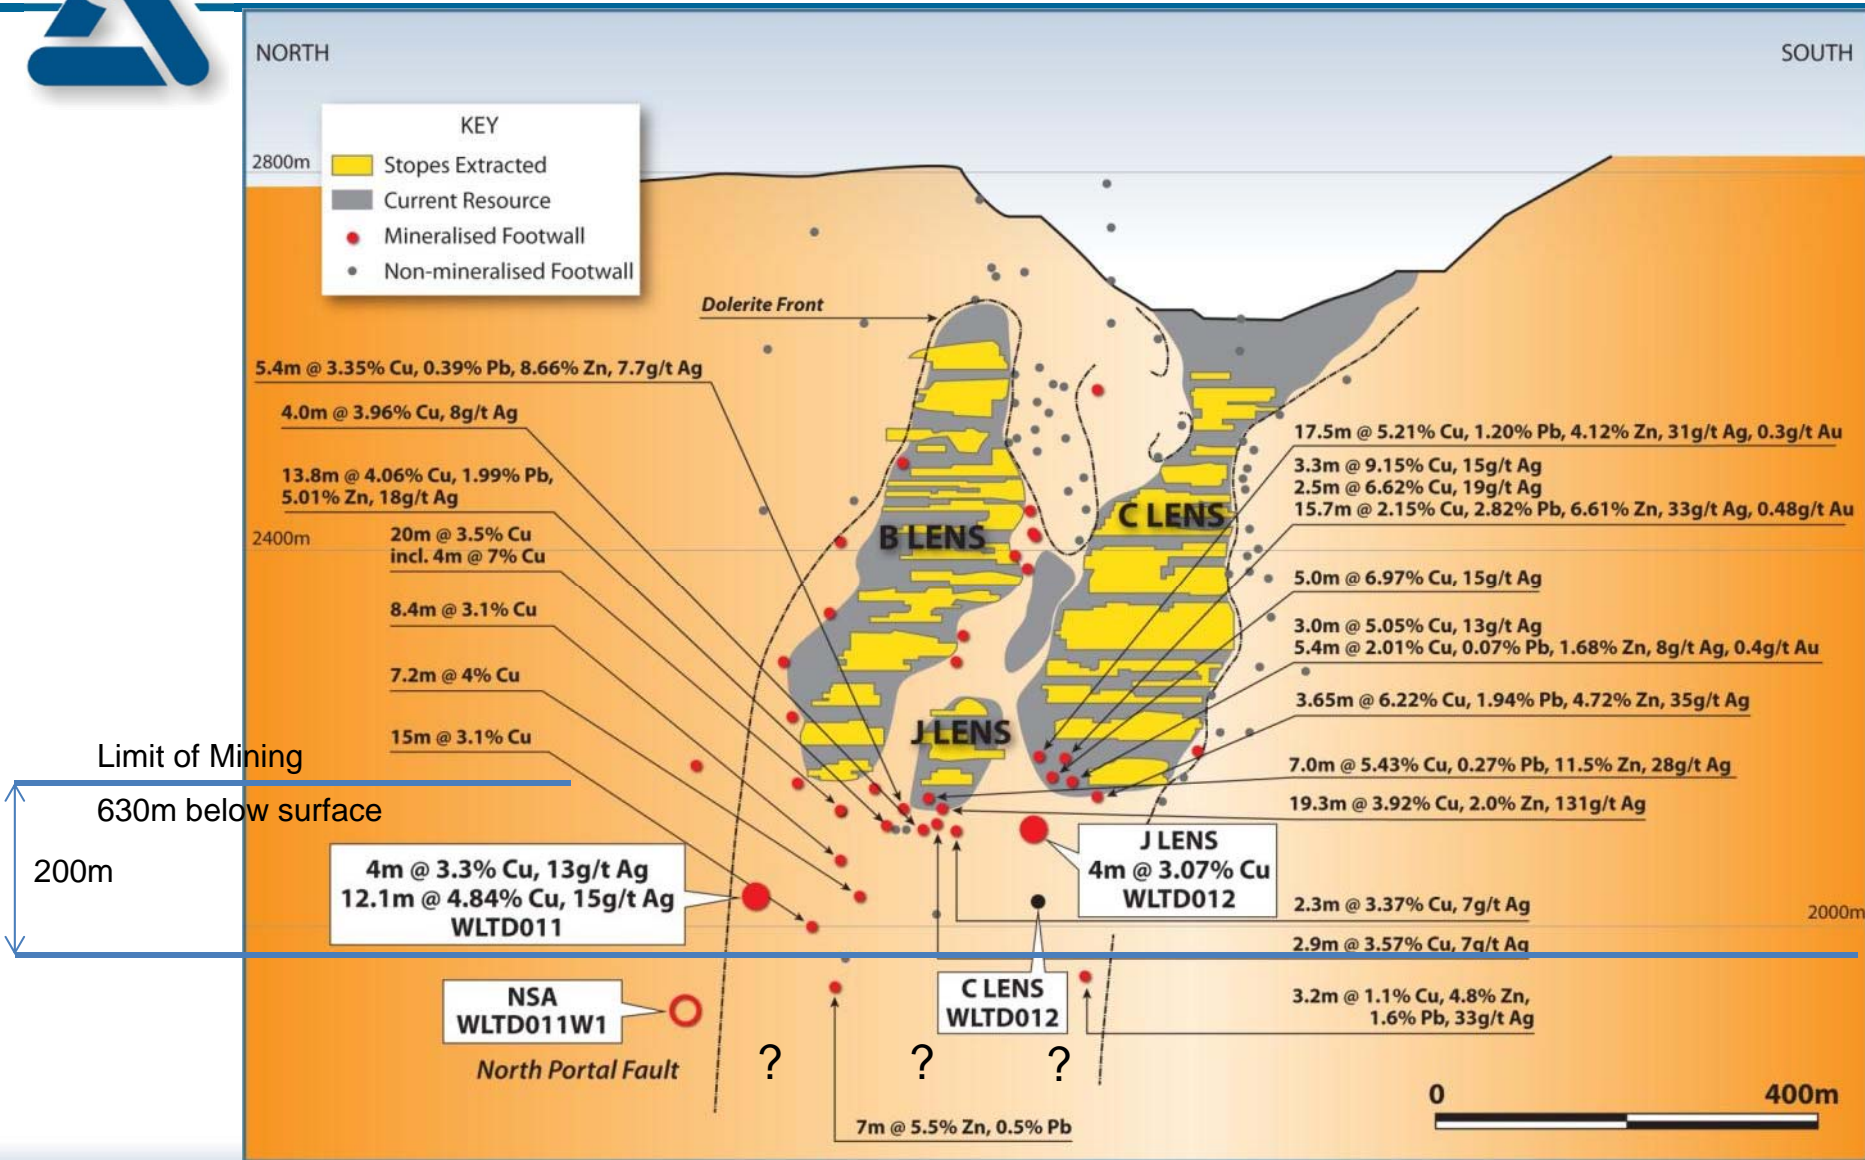 NORTH
SOUTH
KEY
Stopes Extracted
Current Resource
Mineralised Footwall
Non-mineralised Footwall
2800m
Dolerite Front
5.4m @ 3.35% Cu, 0.39% Pb, 8.66% Zn, 7.7g/t Ag
4.0m @ 3.96% Cu, 8g/t Ag
13.8m @ 4.06% Cu, 1.99% Pb,
5.01% Zn, 18g/t Ag
2400m
20m @ 3.5% Cu
incl. 4m @ 7% Cu
8.4m @ 3.1% Cu
7.2m @ 4% Cu
15m @ 3.1% Cu
B LENS
C LENS
J LENS
17.5m @ 5.21% Cu, 1.20% Pb, 4.12% Zn, 31g/t Ag, 0.3g/t Au
3.3m @ 9.15% Cu, 15g/t Ag
2.5m @ 6.62% Cu, 19g/t Ag
15.7m @ 2.15% Cu, 2.82% Pb, 6.61% Zn, 33g/t Ag, 0.48g/t Au
5.0m @ 6.97% Cu, 15g/t Ag
3.0m @ 5.05% Cu, 13g/t Ag
5.4m @ 2.01% Cu, 0.07% Pb, 1.68% Zn, 8g/t Ag, 0.4g/t Au
3.65m @ 6.22% Cu, 1.94% Pb, 4.72% Zn, 35g/t Ag
7.0m @ 5.43% Cu, 0.27% Pb, 11.5% Zn, 28g/t Ag
19.3m @ 3.92% Cu, 2.0% Zn, 131g/t Ag
Limit of Mining
630m below surface
200m
4m @ 3.3% Cu, 13g/t Ag
12.1m @ 4.84% Cu, 15g/t Ag
WLTD011
J LENS
4m @ 3.07% Cu
WLTD012
2.3m @ 3.37% Cu, 7g/t Ag
2000m
2.9m @ 3.57% Cu, 7g/t Ag
NSA
WLTD011W1
C LENS
WLTD012
3.2m @ 1.1% Cu, 4.8% Zn,
1.6% Pb, 33g/t Ag
North Portal Fault
? ? ?
7m @ 5.5% Zn, 0.5% Pb
0 400m